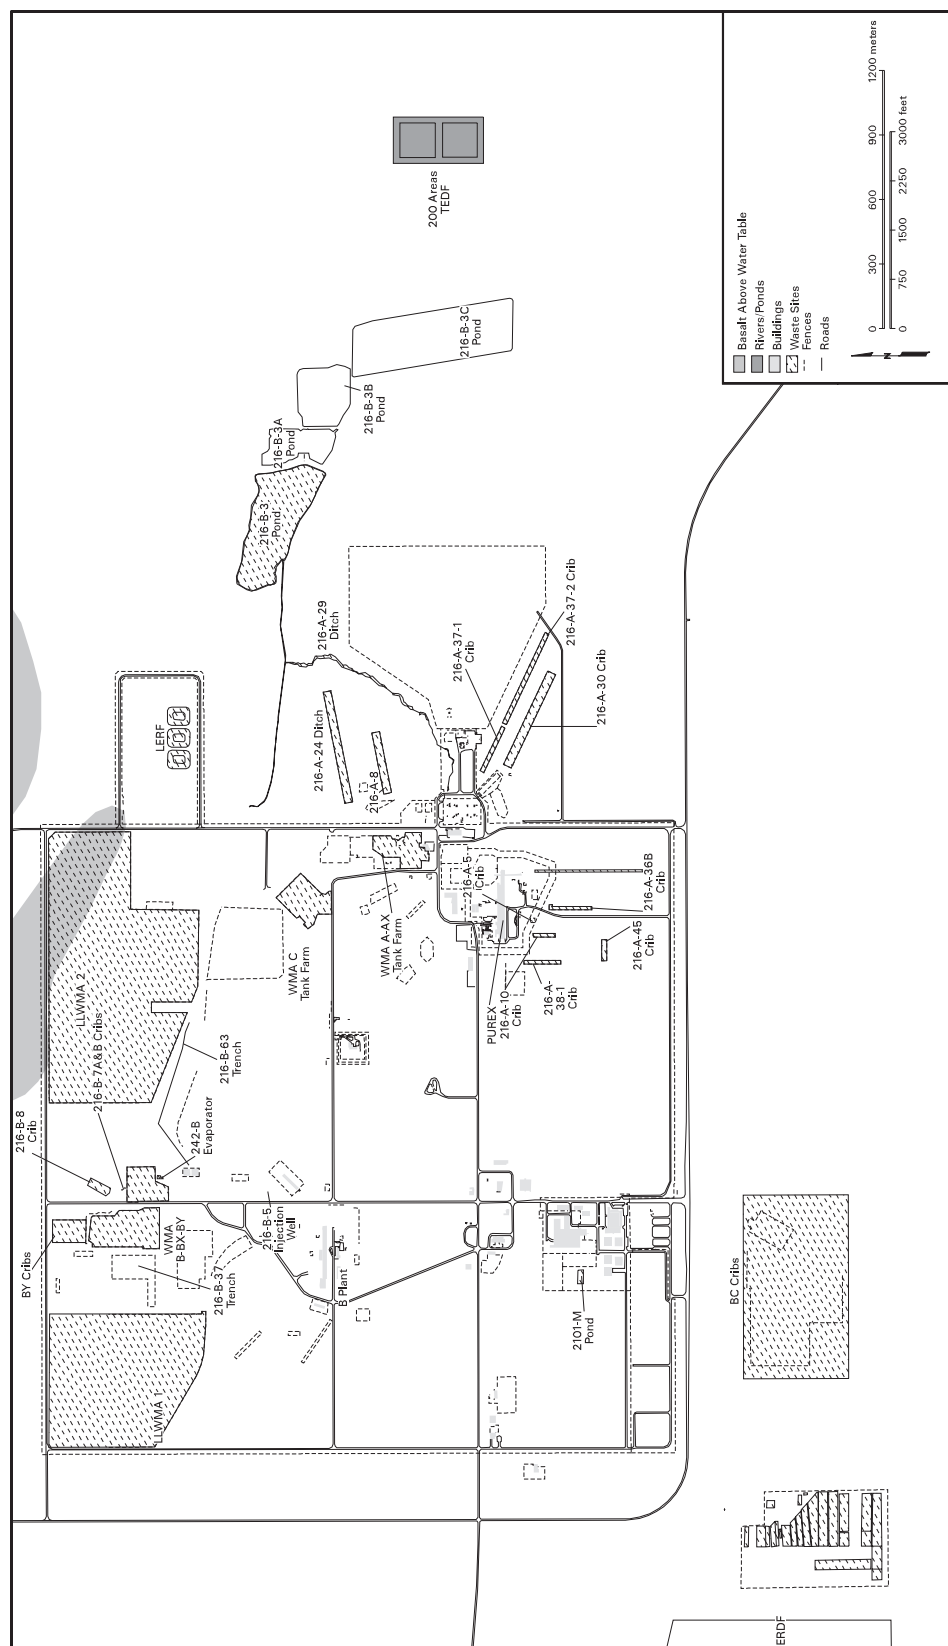 200 Areas
TEDF
216-B-3C
Pond
216-B-3B
Pond
216-B-3A
Pond
216-B-3
Pond
216-A-29
Ditch
216-A-37-1
Crib
216-A-37-2 Crib
216-A-30 Crib
LERF
216-A-24 Ditch
216-A-8
LLWMA 2
WMA C
Tank Farm
WMA A-AX
Tank Farm
216-A-5
Crib
216-A-36B
Crib
216-A-45
Crib
216-A-
38-1
Crib
216-A-10
Crib
PUREX
216-B-63
Trench
216-B-7A&B Cribs
216-B-8
Crib
242-B
Evaporator
216-B-5
Injection
Well
BY Cribs
WMA
B-BX-BY
216-B-37
Trench
B Plant
2101-M
Pond
BC Cribs
LLWMA 1
ERDF
Basalt Above Water Table
Rivers/Ponds
Buildings
Waste Sites
Fences
Roads
0 300 600 900 1200 meters
0 750 1500 2250 3000 feet
N